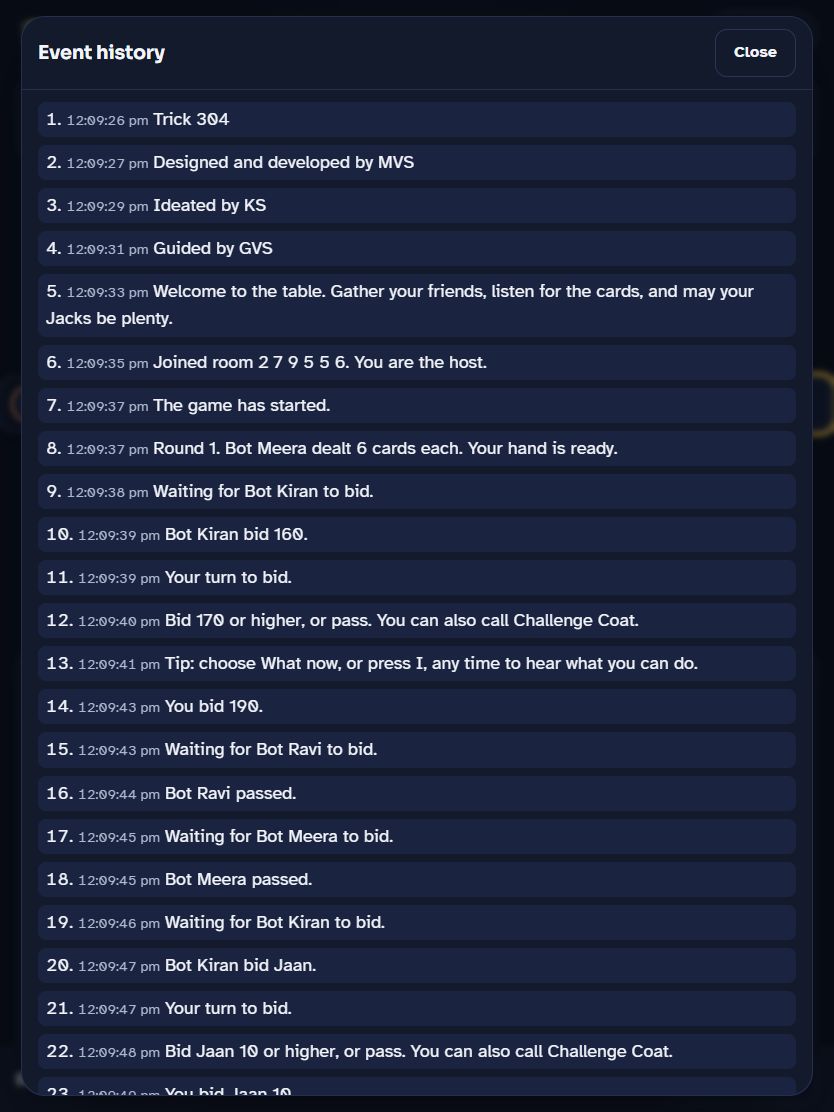 Event history
Close
1. 12:09:26 pm Trick 304
2. 12:09:27 pm Designed and developed by MVS
3. 12:09:29 pm Ideated by KS
4. 12:09:31 pm Guided by GVS
5. 12:09:33 pm Welcome to the table. Gather your friends, listen for the cards, and may your
Jacks be plenty.
6. 12:09:35 pm Joined room 2 7 9 5 5 6. You are the host.
7. 12:09:37 pm The game has started.
8. 12:09:37 pm Round 1. Bot Meera dealt 6 cards each. Your hand is ready.
9. 12:09:38 pm Waiting for Bot Kiran to bid.
10. 12:09:39 pm Bot Kiran bid 160.
11. 12:09:39 pm Your turn to bid.
12. 12:09:40 pm Bid 170 or higher, or pass. You can also call Challenge Coat.
13. 12:09:41 pm Tip: choose What now, or press I, any time to hear what you can do.
14. 12:09:43 pm You bid 190.
15. 12:09:43 pm Waiting for Bot Ravi to bid.
16. 12:09:44 pm Bot Ravi passed.
17. 12:09:45 pm Waiting for Bot Meera to bid.
18. 12:09:45 pm Bot Meera passed.
19. 12:09:46 pm Waiting for Bot Kiran to bid.
20. 12:09:47 pm Bot Kiran bid Jaan.
21. 12:09:47 pm Your turn to bid.
22. 12:09:48 pm Bid Jaan 10 or higher, or pass. You can also call Challenge Coat.
23. 12:09:49 pm You bid Jaan 10